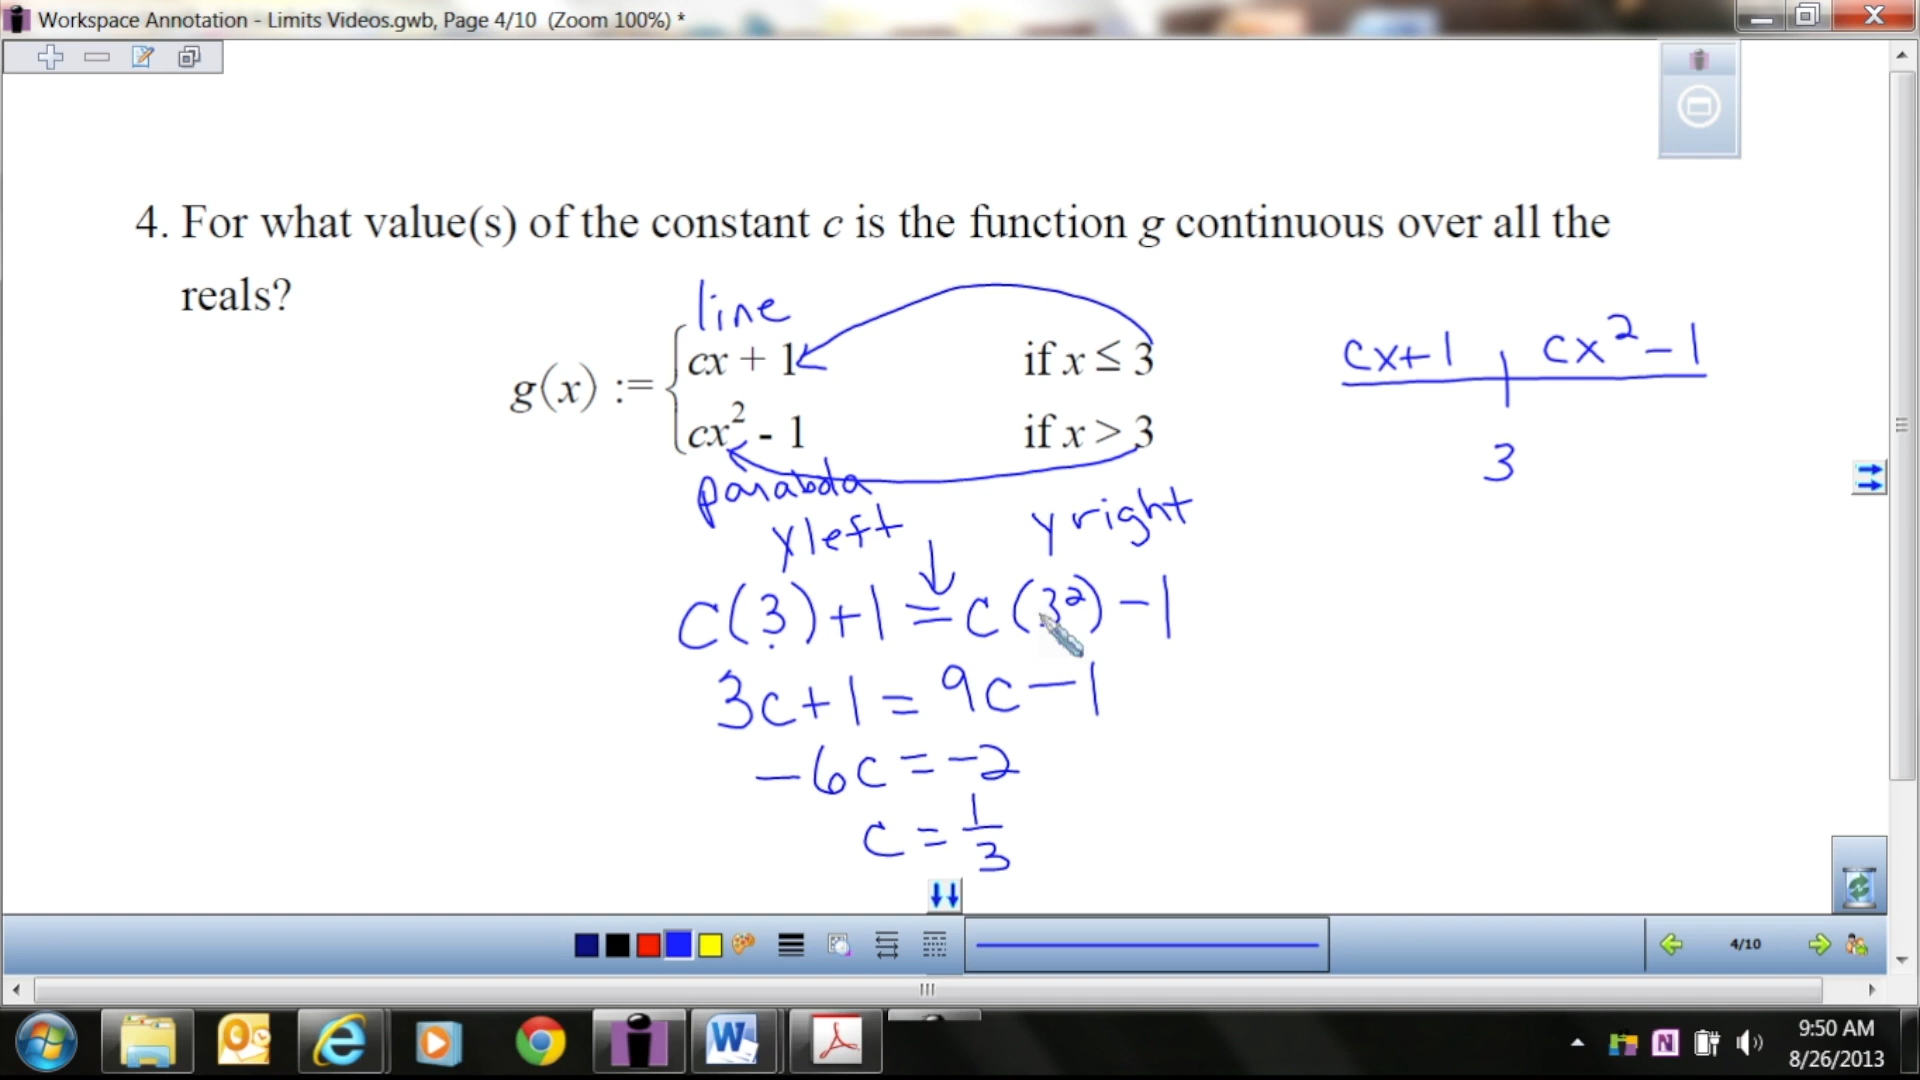 Workspace Annotation - Limits Videos.gwb, Page 4/10 (Zoom 100%) *
4. For what value(s) of the constant c is the function g continuous over all the
reals?
line
g(x) := { cx + 1 if x ≤ 3
cx² - 1 if x > 3
parabola
cx+1 | cx² - 1
3
y left y right
c(3)+1 = c(3²) - 1
3c+1 = 9c - 1
-6c = -2
c = 1/3
4/10
9:50 AM
8/26/2013